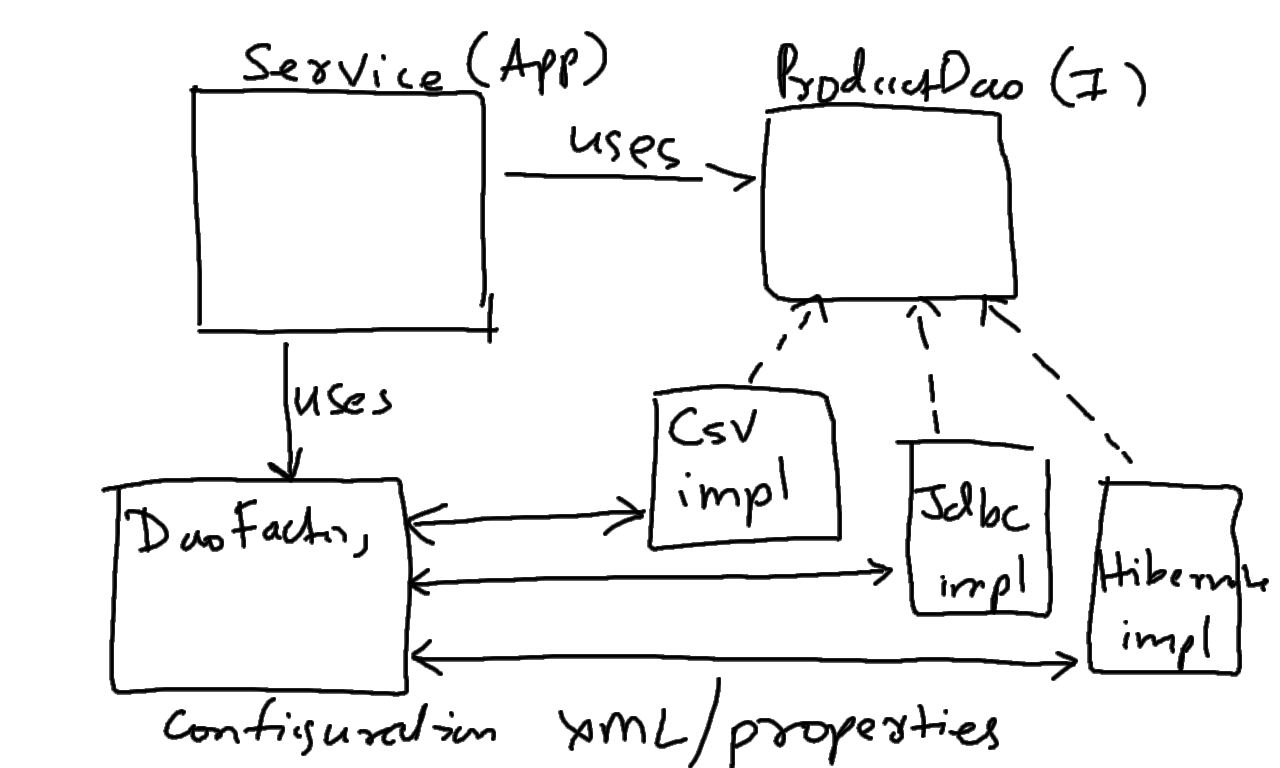 Service (App)
ProductDao (I)
uses
uses
Csv
impl
Jdbc
impl
Hibernate
impl
DaoFactory
Configuration xML/properties